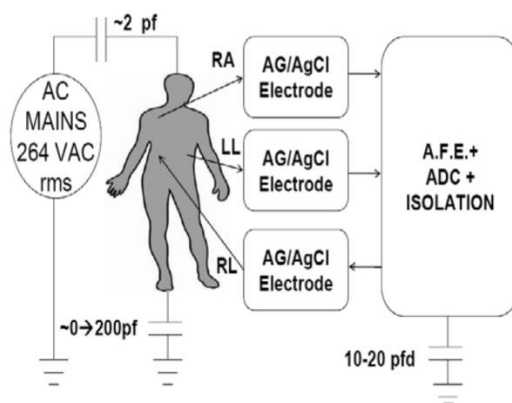 ~2 pf
AC
MAINS
264 VAC
rms
RA
AG/AgCl
Electrode
LL
AG/AgCl
Electrode
RL
AG/AgCl
Electrode
A.F.E.+
ADC +
ISOLATION
~0→200pf
10-20 pfd